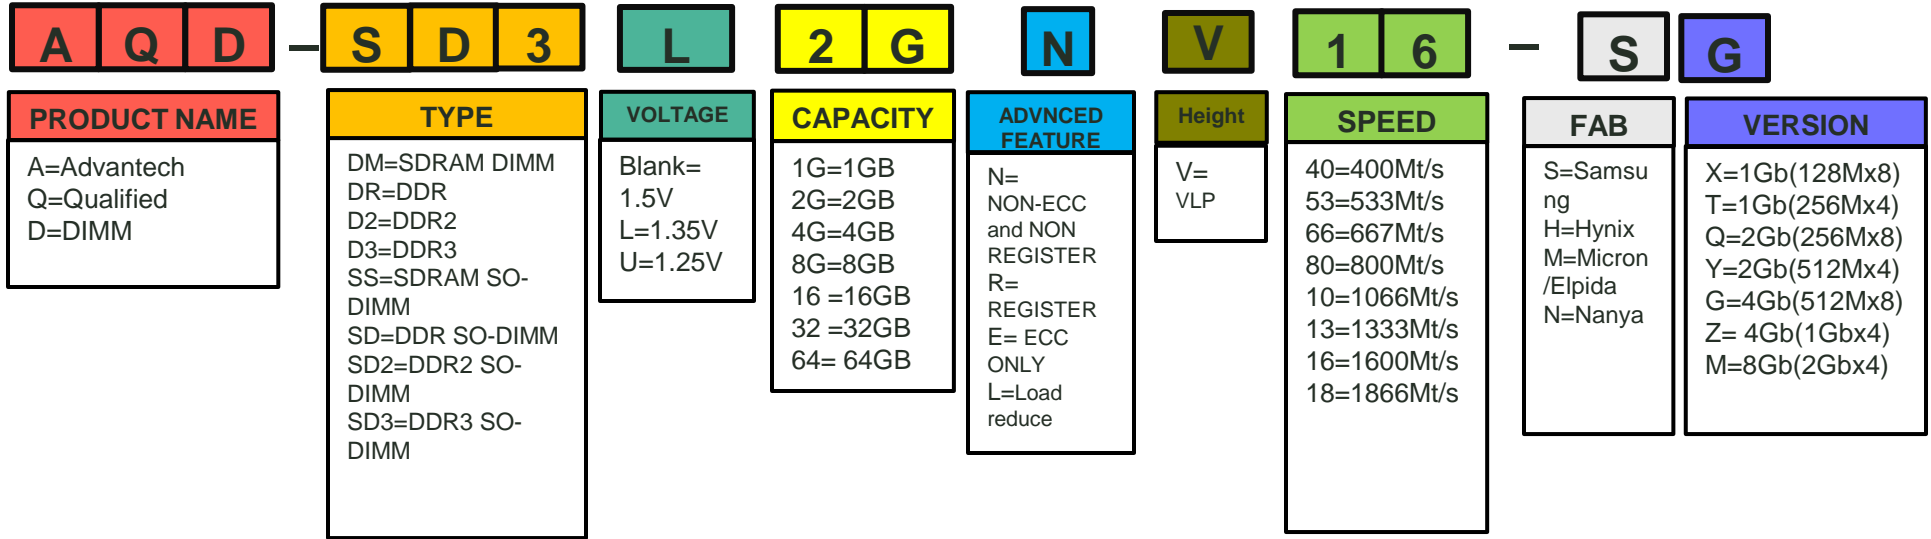 A Q D – S D 3 L 2 G N V 1 6 – S G
PRODUCT NAME
A=Advantech
Q=Qualified
D=DIMM
TYPE
DM=SDRAM DIMM
DR=DDR
D2=DDR2
D3=DDR3
SS=SDRAM SO-
DIMM
SD=DDR SO-DIMM
SD2=DDR2 SO-
DIMM
SD3=DDR3 SO-
DIMM
VOLTAGE
Blank=
1.5V
L=1.35V
U=1.25V
CAPACITY
1G=1GB
2G=2GB
4G=4GB
8G=8GB
16 =16GB
32 =32GB
64= 64GB
ADVNCED
FEATURE
N=
NON-ECC
and NON
REGISTER
R=
REGISTER
E= ECC
ONLY
L=Load
reduce
Height
V=
VLP
SPEED
40=400Mt/s
53=533Mt/s
66=667Mt/s
80=800Mt/s
10=1066Mt/s
13=1333Mt/s
16=1600Mt/s
18=1866Mt/s
FAB
S=Samsu
ng
H=Hynix
M=Micron
/Elpida
N=Nanya
VERSION
X=1Gb(128Mx8)
T=1Gb(256Mx4)
Q=2Gb(256Mx8)
Y=2Gb(512Mx4)
G=4Gb(512Mx8)
Z= 4Gb(1Gbx4)
M=8Gb(2Gbx4)